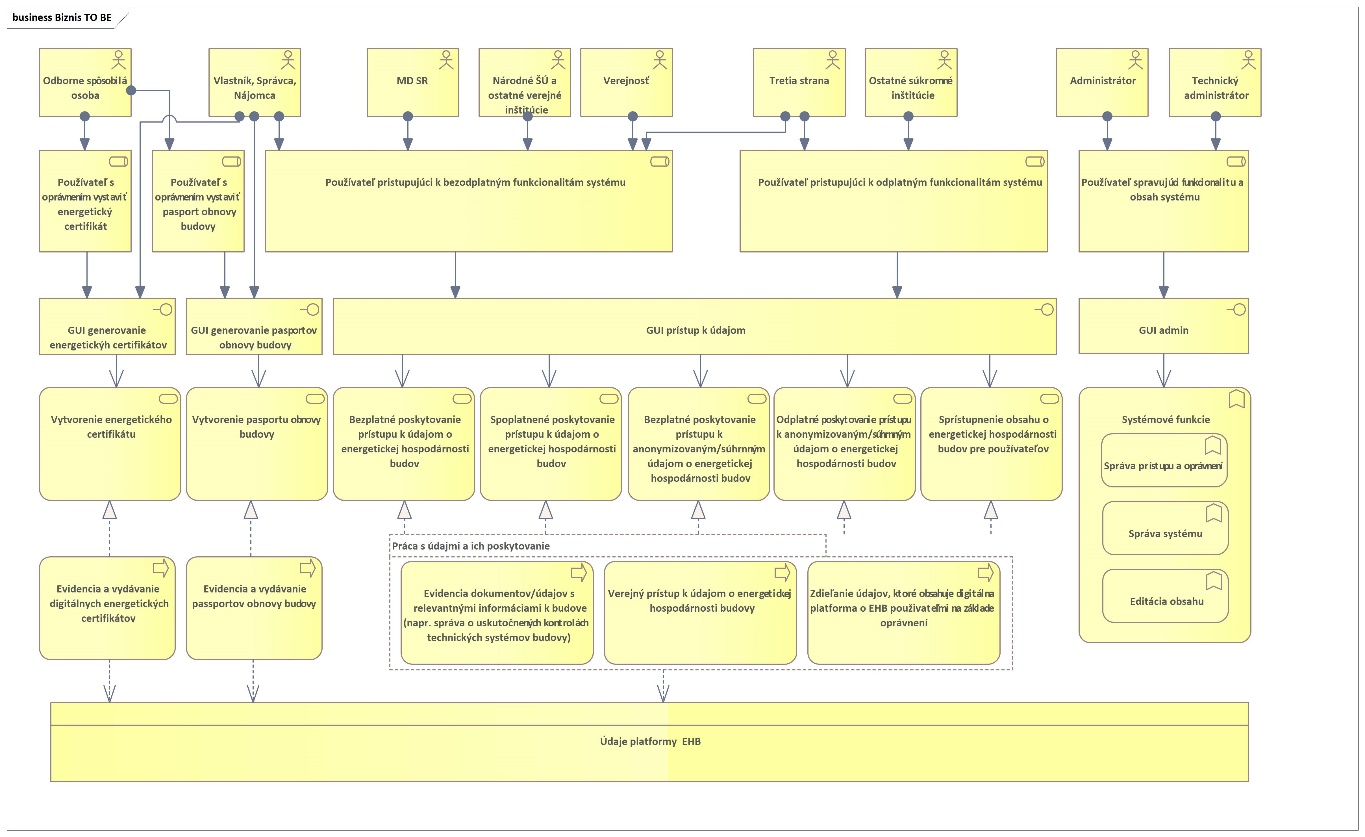 business Biznis TO BE
Odborne spôsobilá
osoba
Vlastník, Správca,
Nájomca
MD SR
Národné ŠÚ a
ostatné verejné
inštitúcie
Verejnosť
Tretia strana
Ostatné súkromné
inštitúcie
Administrátor
Technický
administrátor
Používateľ s
oprávnením vystaviť
energetický
certifikát
Používateľ s
oprávnením vystaviť
pasport obnovy
budovy
Používateľ pristupujúci k bezodplatným funkcionalitám systému
Používateľ pristupujúci k odplatným funkcionalitám systému
Používateľ spravujúci funkcionalitu a
obsah systému
GUI generovanie
energetickýh certifikátov
GUI generovanie pasportov
obnovy budovy
GUI prístup k údajom
GUI admin
Vytvorenie energetického
certifikátu
Vytvorenie pasportu obnovy
budovy
Bezplatné poskytovanie
prístupu k údajom o
energetickej hospodárnosti
budov
Spoplatnené poskytovanie
prístupu k údajom o
energetickej hospodárnosti
budov
Bezplatné poskytovanie
prístupu k
anonymizovaným/súhrnným
údajom o energetickej
hospodárnosti budov
Odplatné poskytovanie prístupu
k anonymizovaným/súhrnným
údajom o energetickej
hospodárnosti budov
Sprístupnenie obsahu o
energetickej hospodárnosti
budov pre používateľov
Systémové funkcie
Správa prístupu a oprávnení
Správa systému
Editácia obsahu
Práca s údajmi a ich poskytovanie
Evidencia a vydávanie
digitálnych energetických
certifikátov
Evidencia a vydávanie
passportov obnovy budovy
Evidencia dokumentov/údajov s
relevantnými informáciami k budove
(napr. správa o uskutočnených kontrolách
technických systémov budovy)
Verejný prístup k údajom o energetickej
hospodárnosti budovy
Zdieľanie údajov, ktoré obsahuje digitálna
platforma o EHB použivateľmi na základe
oprávnení
Údaje platformy EHB